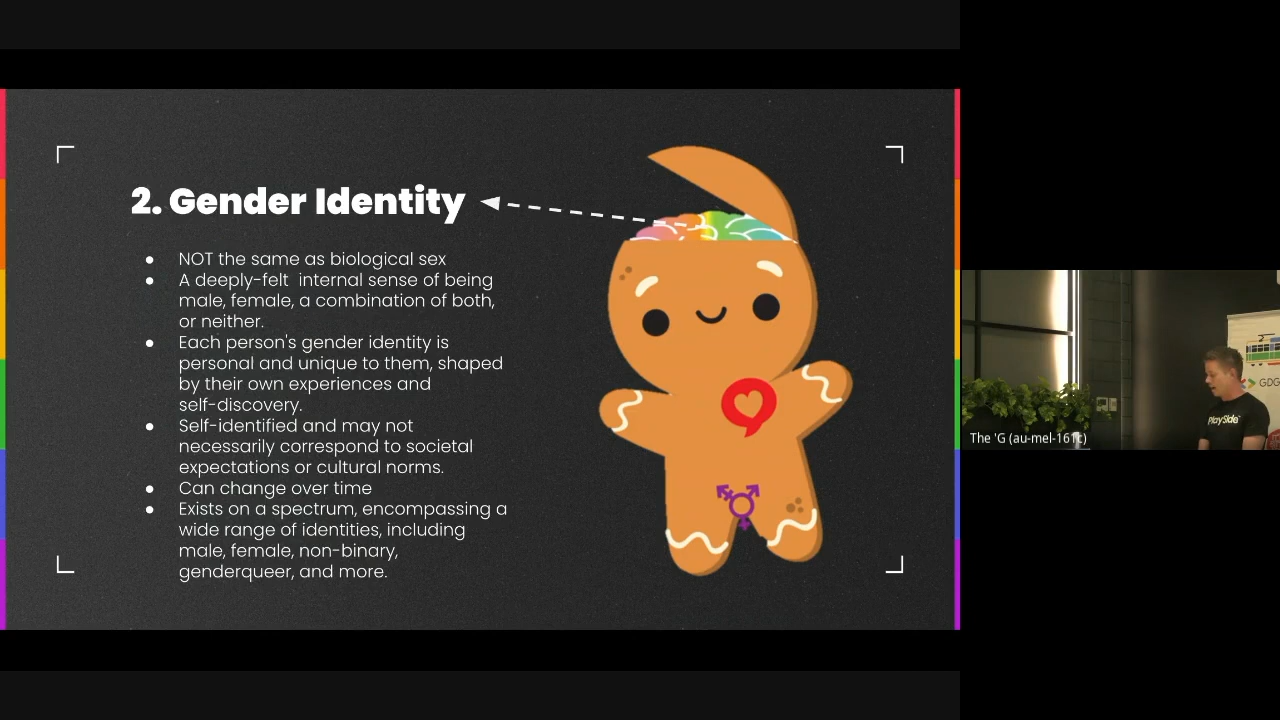 2. Gender Identity
● NOT the same as biological sex
● A deeply-felt  internal sense of being
male, female, a combination of both,
or neither.
● Each person's gender identity is
personal and unique to them, shaped
by their own experiences and
self-discovery.
● Self-identified and may not
necessarily correspond to societal
expectations or cultural norms.
● Can change over time
● Exists on a spectrum, encompassing a
wide range of identities, including
male, female, non-binary,
genderqueer, and more.
GDG
PlaySide
The 'G (au-mel-161c)